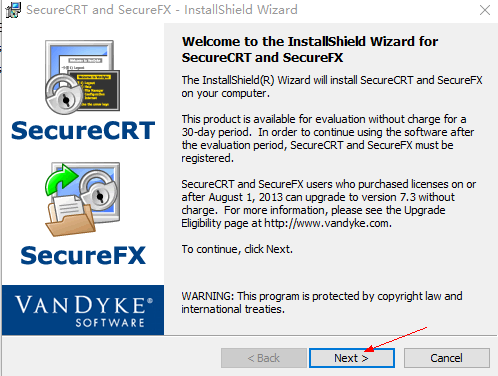 SecureCRT and SecureFX - InstallShield Wizard
Welcome to the InstallShield Wizard for
SecureCRT and SecureFX
The InstallShield(R) Wizard will install SecureCRT and SecureFX
on your computer.
This product is available for evaluation without charge for a
30-day period. In order to continue using the software after
the evaluation period, SecureCRT and SecureFX must be
registered.
SecureCRT and SecureFX users who purchased licenses on or
after August 1, 2013 can upgrade to version 7.3 without
charge. For more information, please see the Upgrade
Eligibility page at http://www.vandyke.com.
To continue, click Next.
WARNING: This program is protected by copyright law and
international treaties.
SecureCRT
SecureFX
VANDYKE®
SOFTWARE
< Back
Next >
Cancel